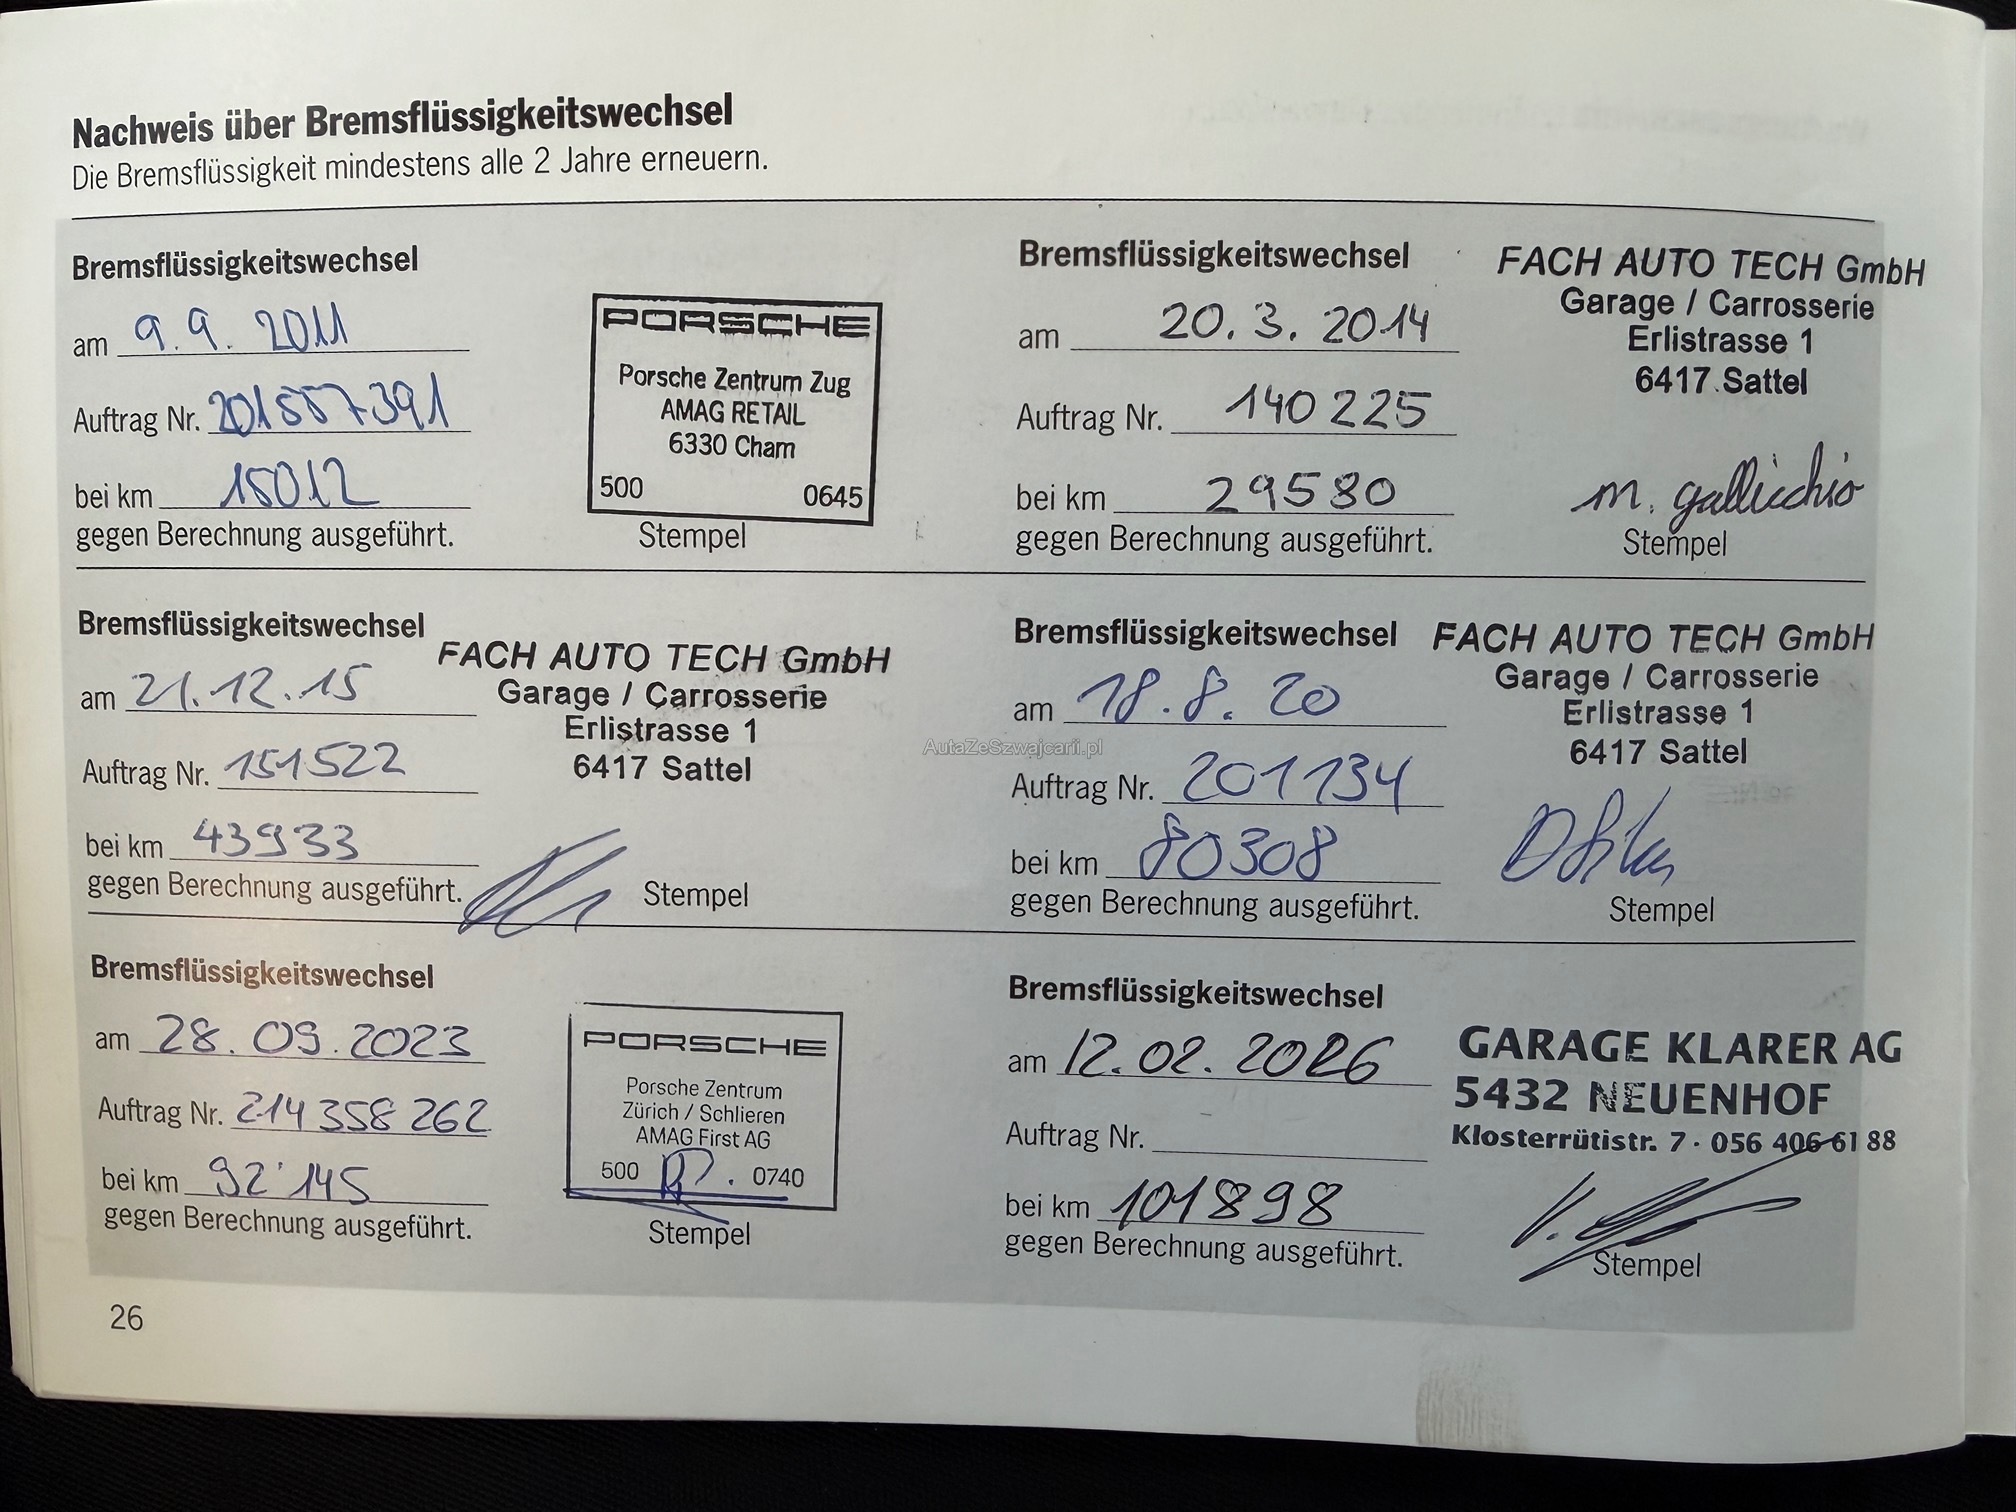 Nachweis über Bremsflüssigkeitswechsel
Die Bremsflüssigkeit mindestens alle 2 Jahre erneuern.
Bremsflüssigkeitswechsel
am 9.9. 2011
Auftrag Nr. 201557391
bei km 15012
gegen Berechnung ausgeführt.
PORSCHE
Porsche Zentrum Zug
AMAG RETAIL
6330 Cham
500 0645
Stempel
Bremsflüssigkeitswechsel
am 20.3.2014
Auftrag Nr. 140225
bei km 29580
gegen Berechnung ausgeführt.
FACH AUTO TECH GmbH
Garage / Carrosserie
Erlistrasse 1
6417 Sattel
m. gallicchio
Stempel
Bremsflüssigkeitswechsel
am 21.12.15
Auftrag Nr. 151522
bei km 43933
gegen Berechnung ausgeführt.
FACH AUTO TECH GmbH
Garage / Carrosserie
Erlistrasse 1
6417 Sattel
Stempel
Bremsflüssigkeitswechsel
am 18.8.20
Auftrag Nr. 201134
bei km 80308
gegen Berechnung ausgeführt.
FACH AUTO TECH GmbH
Garage / Carrosserie
Erlistrasse 1
6417 Sattel
Stempel
AutaZeSzwajcarii.pl
Bremsflüssigkeitswechsel
am 28.09.2023
Auftrag Nr. 214358262
bei km 92'145
gegen Berechnung ausgeführt.
PORSCHE
Porsche Zentrum
Zürich / Schlieren
AMAG First AG
500 0740
Stempel
Bremsflüssigkeitswechsel
am 12.02.2026
Auftrag Nr.
bei km 101898
gegen Berechnung ausgeführt.
GARAGE KLARER AG
5432 NEUENHOF
Klosterrütistr. 7 · 056 406 61 88
Stempel
26